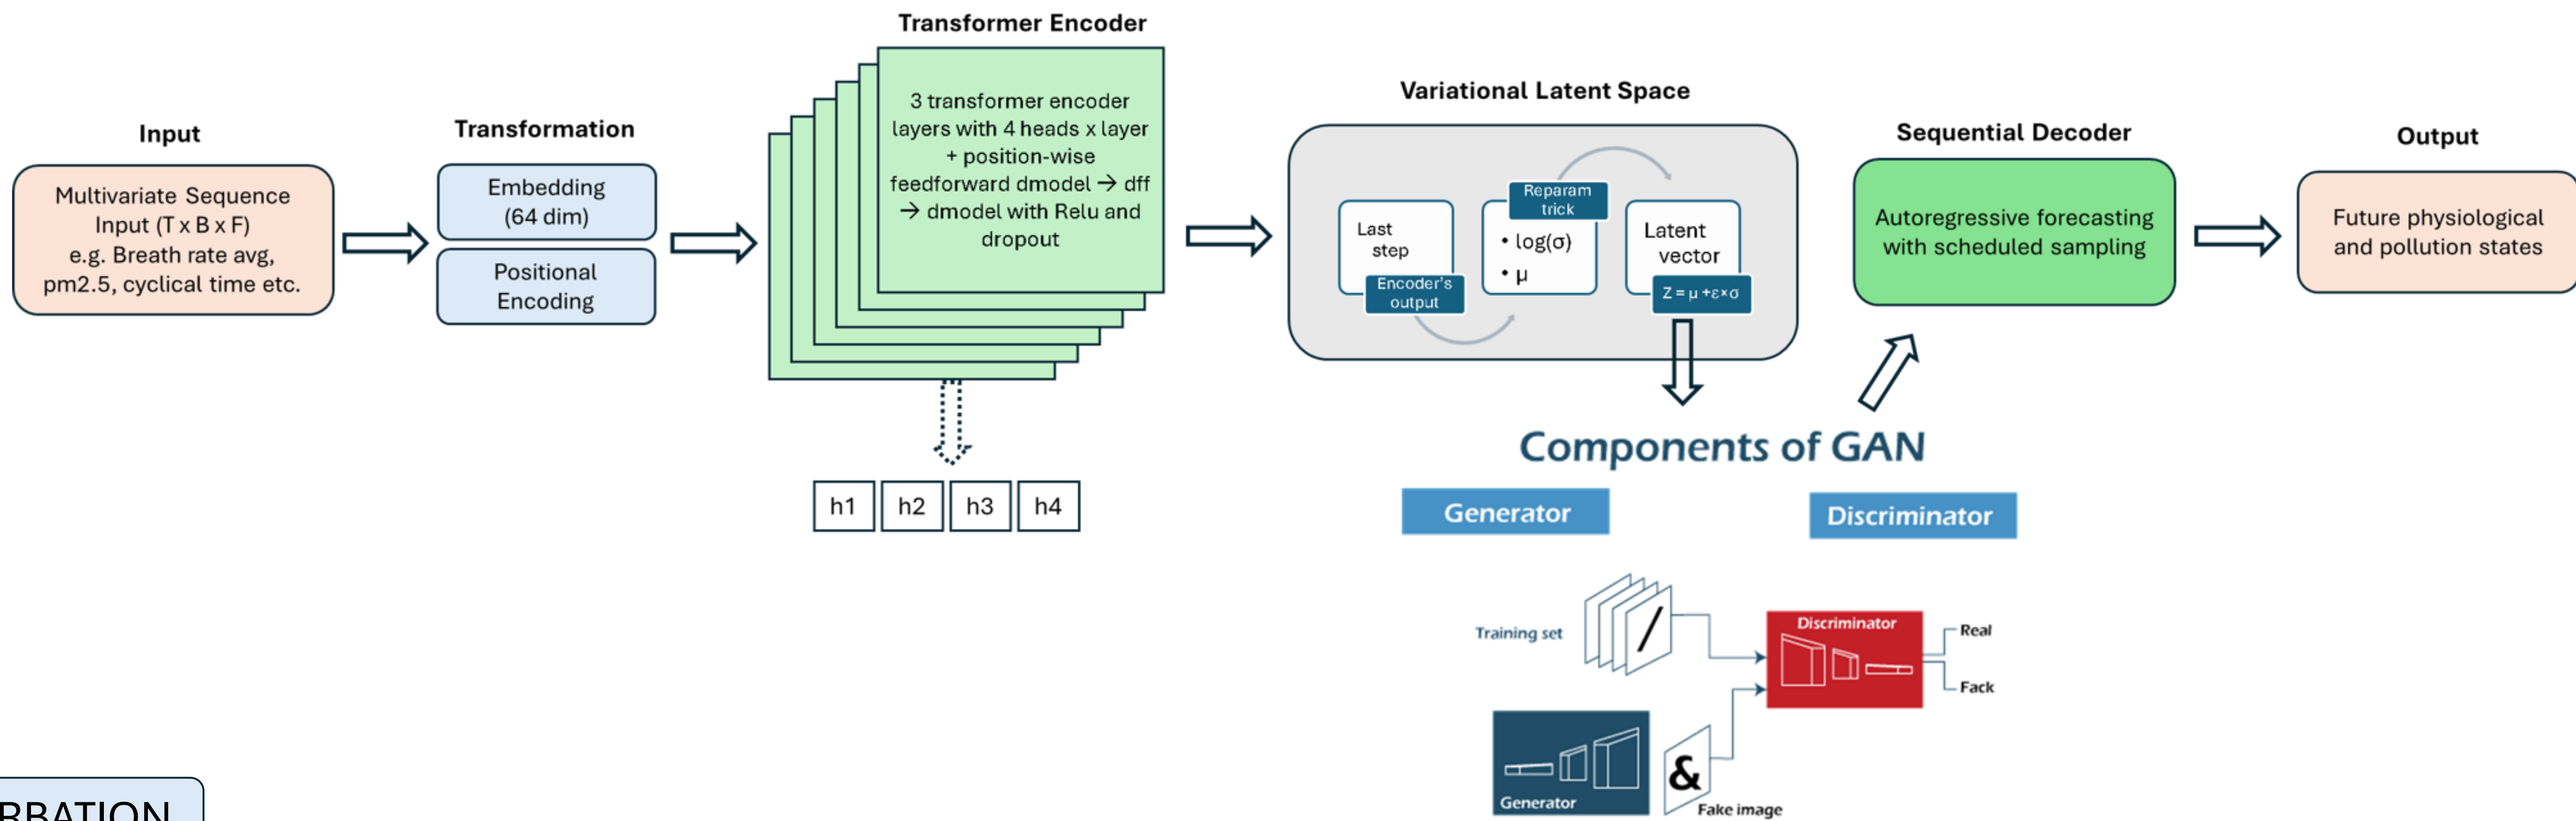 Input
Multivariate Sequence
Input (T x B x F)
e.g. Breath rate avg,
pm2.5, cyclical time etc.
Transformation
Embedding
(64 dim)
Positional
Encoding
Transformer Encoder
3 transformer encoder
layers with 4 heads x layer
+ position-wise
feedforward dmodel → dff
→ dmodel with Relu and
dropout
h1 h2 h3 h4
Variational Latent Space
Last
step
Encoder's
output
Reparam
trick
• log(σ)
• μ
Latent
vector
Z = μ +ε×σ
Sequential Decoder
Autoregressive forecasting
with scheduled sampling
Output
Future physiological
and pollution states
Components of GAN
Generator
Discriminator
Training set
Discriminator
Real
Fack
Generator
&
Fake image
RBATION